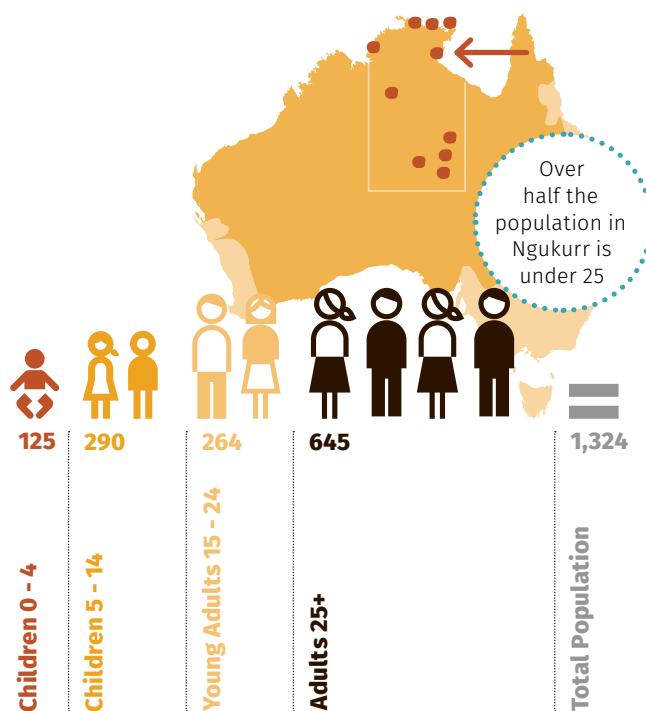 Over
half the
population in
Ngukurr is
under 25
125
290
264
645
1,324
Children 0 - 4
Children 5 - 14
Young Adults 15 - 24
Adults 25+
Total Population